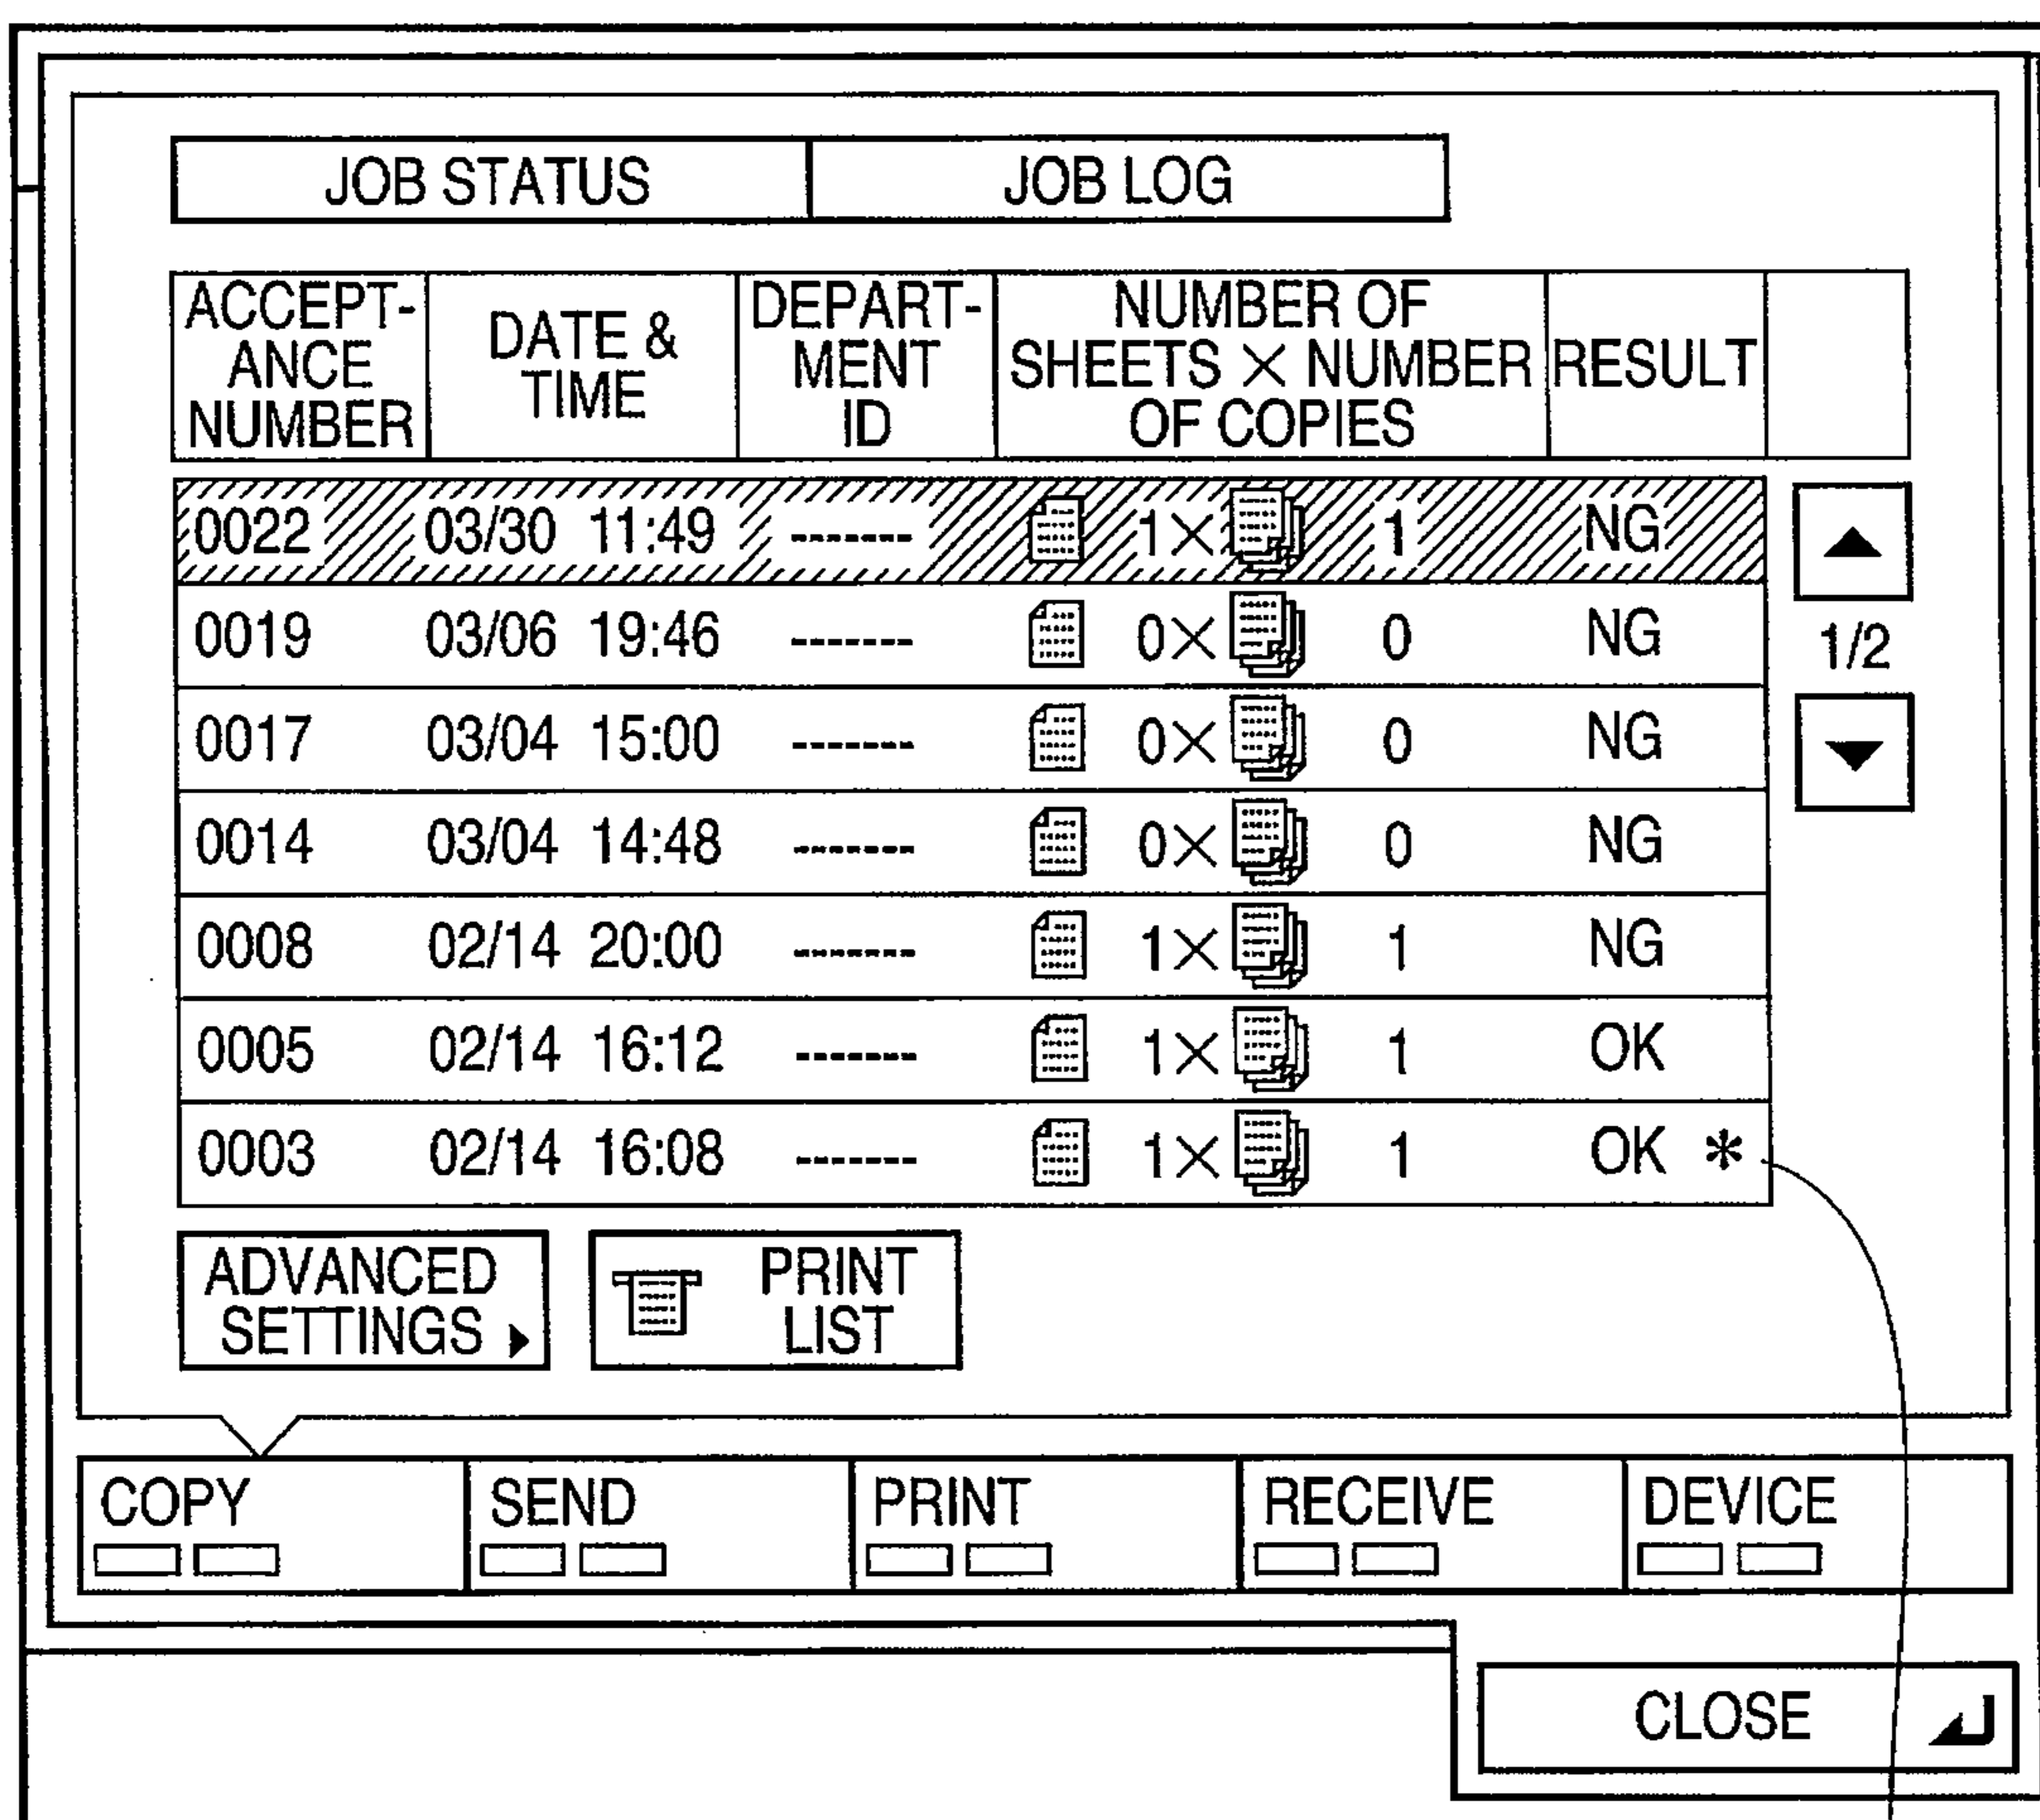 JOB STATUS JOB LOG
ACCEPT-
ANCE
NUMBER
DATE &
TIME
DEPART-
MENT
ID
NUMBER OF
SHEETS × NUMBER
OF COPIES
RESULT
0022 03/30 11:49 ------- 1× 1 NG
0019 03/06 19:46 ------- 0× 0 NG
1/2
0017 03/04 15:00 ------- 0× 0 NG
0014 03/04 14:48 ------- 0× 0 NG
0008 02/14 20:00 ------- 1× 1 NG
0005 02/14 16:12 ------- 1× 1 OK
0003 02/14 16:08 ------- 1× 1 OK *
ADVANCED
SETTINGS
PRINT
LIST
COPY SEND PRINT RECEIVE DEVICE
CLOSE